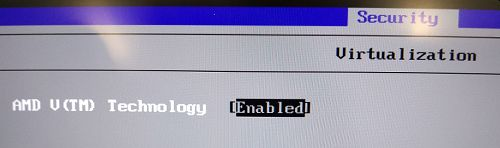 Security
Virtualization
AMD V(TM) Technology [Enabled]